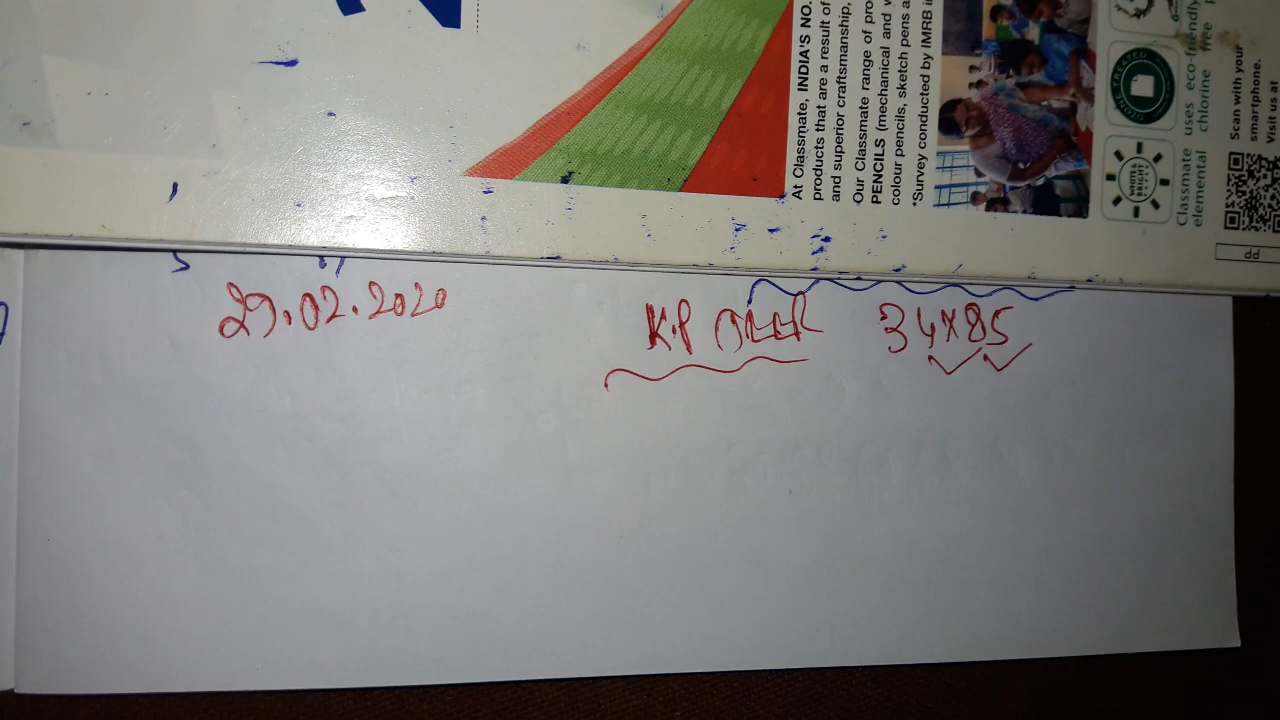 At Classmate, INDIA'S NO.
products that are a result of
and superior craftsmanship,
Our Classmate range of pro
PENCILS (mechanical and w
colour pencils, sketch pens a
*Survey conducted by IMRB i
WHITE & BRIGHT
Classmate uses eco-friendly
elemental chlorine free p
Scan with your
smartphone.
Visit us at
29.02.2020
K.P 34x85